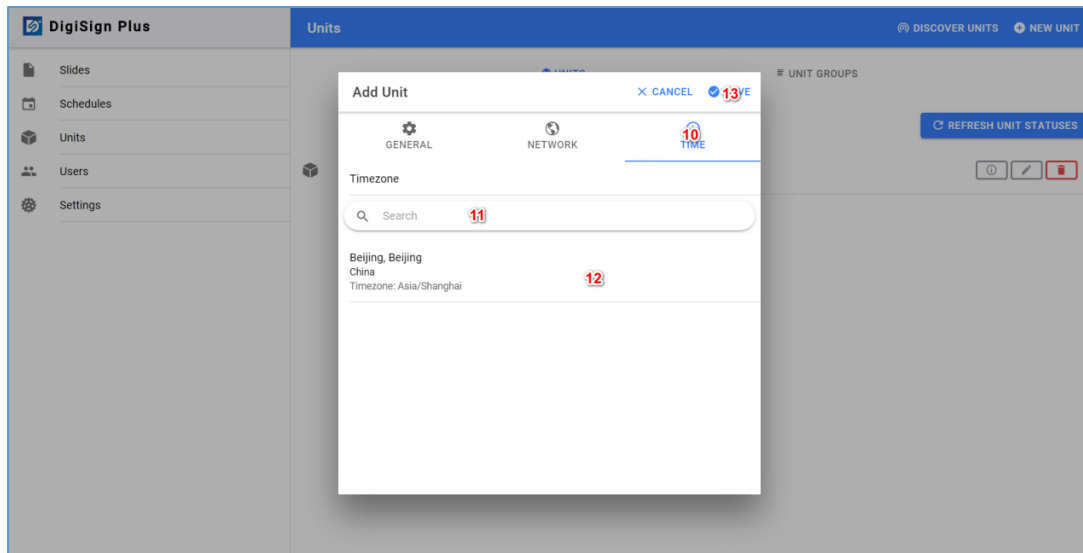 DigiSign Plus
Units
DISCOVER UNITS
NEW UNIT
Slides
Schedules
Units
Users
Settings
UNITS
UNIT GROUPS
REFRESH UNIT STATUSES
Add Unit
CANCEL
13
GENERAL
NETWORK
10
TIME
Timezone
Search
11
Beijing, Beijing
China
Timezone: Asia/Shanghai
12